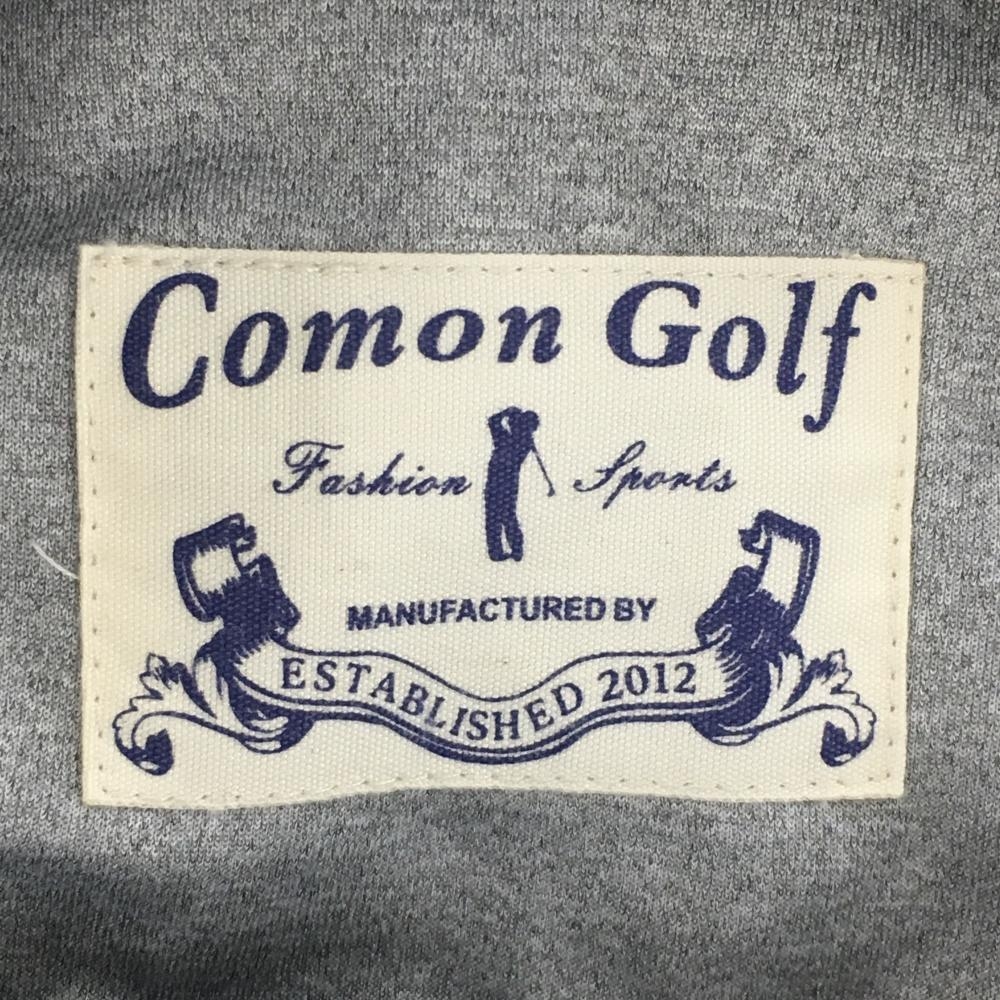 Comon Golf
Fashion Sports
MANUFACTURED BY
ESTABLISHED 2012